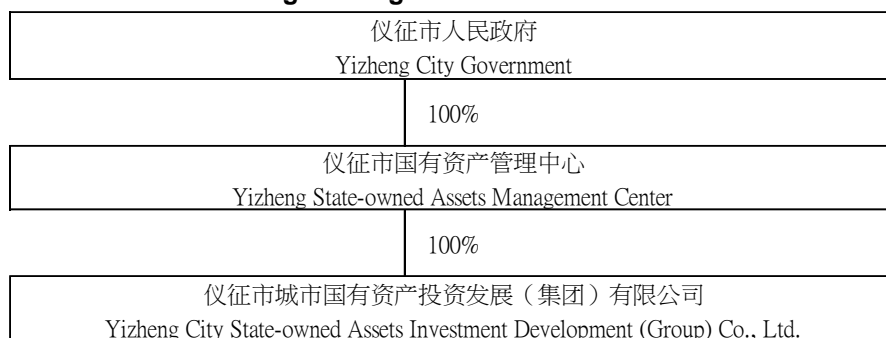 仪征市人民政府
Yizheng City Government
100%
仪征市国有资产管理中心
Yizheng State-owned Assets Management Center
100%
仪征市城市国有资产投资发展（集团）有限公司
Yizheng City State-owned Assets Investment Development (Group) Co., Ltd.